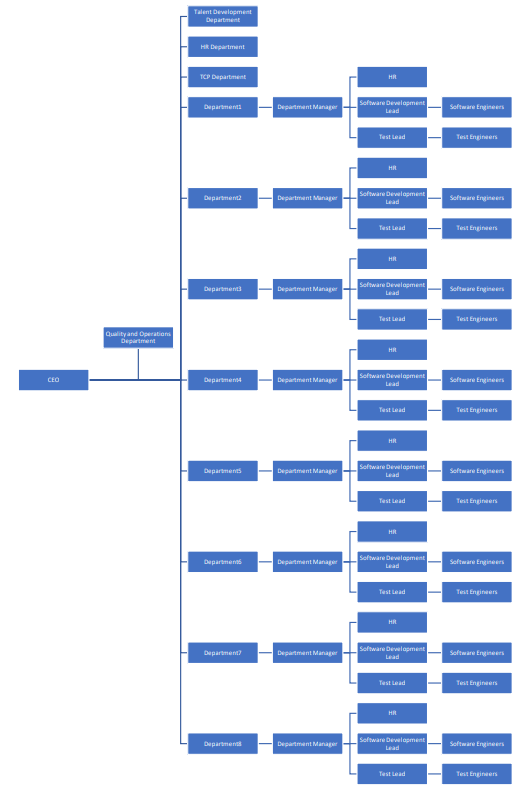 Talent Development
Department
HR Department
TCP Department
HR
Department1
Department Manager
Software Development
Lead
Software Engineers
Test Lead
Test Engineers
HR
Department2
Department Manager
Software Development
Lead
Software Engineers
Test Lead
Test Engineers
HR
Department3
Department Manager
Software Development
Lead
Software Engineers
Test Lead
Test Engineers
Quality and Operations
Department
CEO
HR
Department4
Department Manager
Software Development
Lead
Software Engineers
Test Lead
Test Engineers
HR
Department5
Department Manager
Software Development
Lead
Software Engineers
Test Lead
Test Engineers
HR
Department6
Department Manager
Software Development
Lead
Software Engineers
Test Lead
Test Engineers
HR
Department7
Department Manager
Software Development
Lead
Software Engineers
Test Lead
Test Engineers
HR
Department8
Department Manager
Software Development
Lead
Software Engineers
Test Lead
Test Engineers